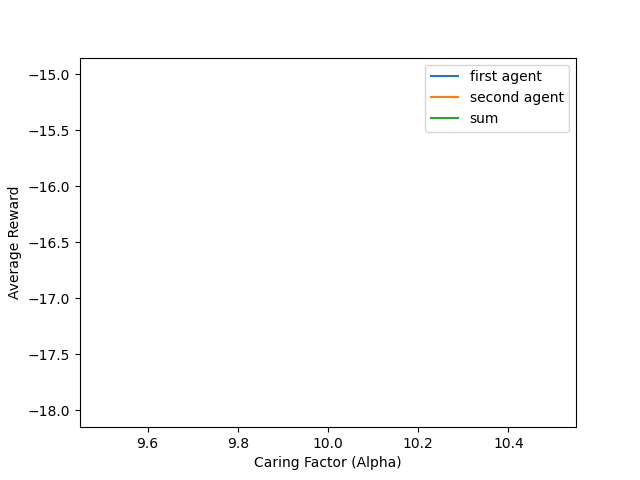 first agent
second agent
sum
−15.0
−15.5
−16.0
−16.5
−17.0
−17.5
−18.0
Average Reward
9.6 9.8 10.0 10.2 10.4
Caring Factor (Alpha)